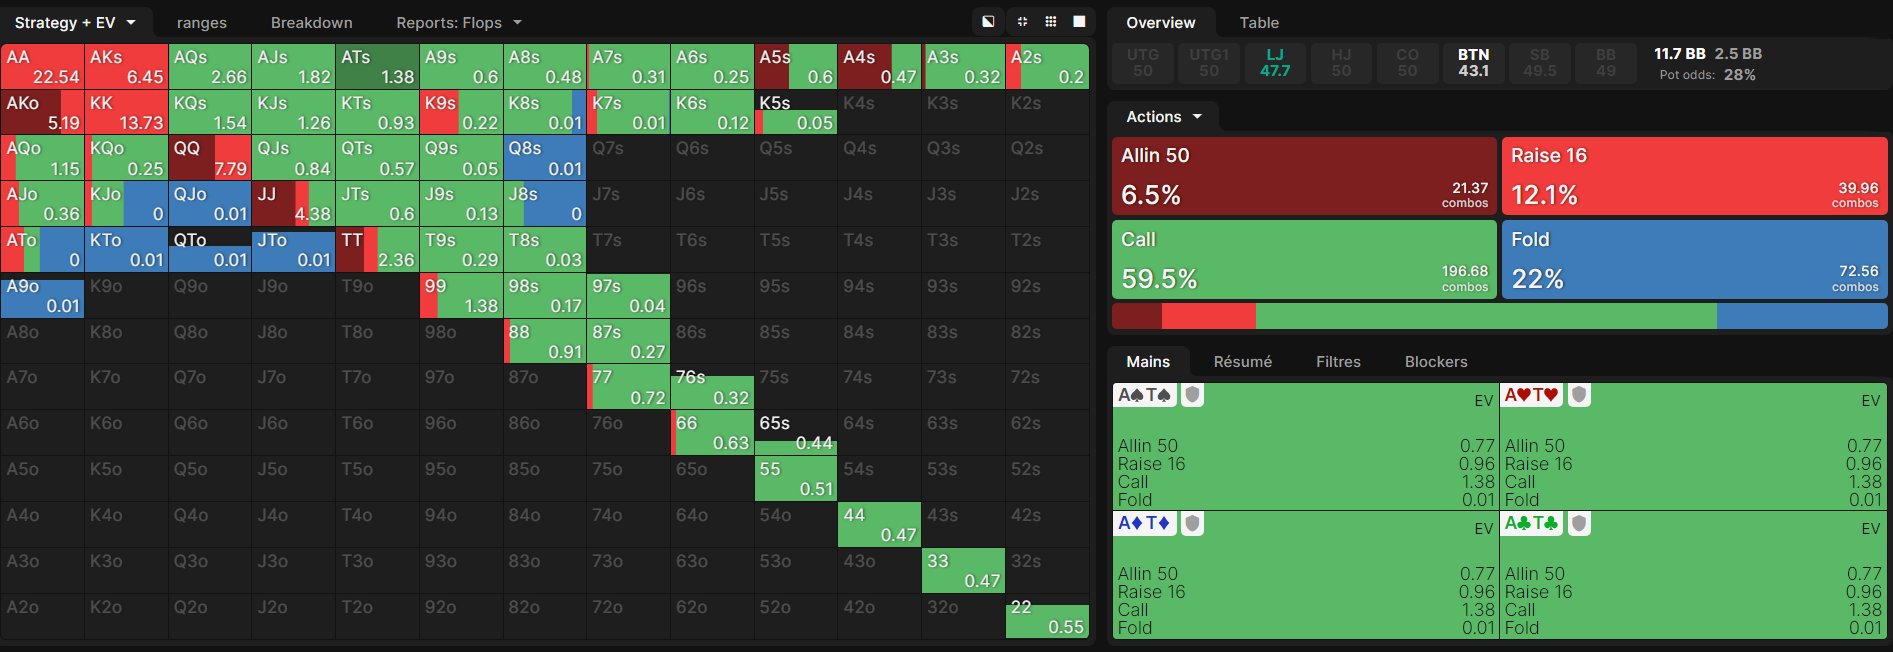 Strategy + EV ranges Breakdown Reports: Flops
AA AKs AQs AJs ATs A9s A8s A7s A6s A5s A4s A3s A2s
22.54 6.45 2.66 1.82 1.38 0.6 0.48 0.31 0.25 0.6 0.47 0.32 0.2
AKo KK KQs KJs KTs K9s K8s K7s K6s K5s K4s K3s K2s
5.19 13.73 1.54 1.26 0.93 0.22 0.01 0.01 0.12 0.05
AQo KQo QQ QJs QTs Q9s Q8s Q7s Q6s Q5s Q4s Q3s Q2s
1.15 0.25 7.79 0.84 0.57 0.05 0.01
AJo KJo QJo JJ JTs J9s J8s J7s J6s J5s J4s J3s J2s
0.36 0 0.01 4.38 0.6 0.13 0
ATo KTo QTo JTo TT T9s T8s T7s T6s T5s T4s T3s T2s
0 0.01 0.01 0.01 2.36 0.29 0.03
A9o K9o Q9o J9o T9o 99 98s 97s 96s 95s 94s 93s 92s
0.01 1.38 0.17 0.04
A8o K8o Q8o J8o T8o 98o 88 87s 86s 85s 84s 83s 82s
0.91 0.27
A7o K7o Q7o J7o T7o 97o 87o 77 76s 75s 74s 73s 72s
0.72 0.32
A6o K6o Q6o J6o T6o 96o 86o 76o 66 65s 64s 63s 62s
0.63 0.44
A5o K5o Q5o J5o T5o 95o 85o 75o 65o 55 54s 53s 52s
0.51
A4o K4o Q4o J4o T4o 94o 84o 74o 64o 54o 44 43s 42s
0.47
A3o K3o Q3o J3o T3o 93o 83o 73o 63o 53o 43o 33 32s
0.47
A2o K2o Q2o J2o T2o 92o 82o 72o 62o 52o 42o 32o 22
0.55
Overview Table
UTG UTG1 LJ HJ CO BTN SB BB 11.7 BB 2.5 BB
50 50 47.7 50 50 43.1 49.5 49 Pot odds: 28%
Actions
Allin 50 Raise 16
6.5% 21.37 combos 12.1% 39.96 combos
Call Fold
59.5% 196.68 combos 22% 72.56 combos
Mains Résumé Filtres Blockers
A♠T♠ EV A♥T♥ EV
Allin 50 0.77 Allin 50 0.77
Raise 16 0.96 Raise 16 0.96
Call 1.38 Call 1.38
Fold 0.01 Fold 0.01
A♦T♦ EV A♣T♣ EV
Allin 50 0.77 Allin 50 0.77
Raise 16 0.96 Raise 16 0.96
Call 1.38 Call 1.38
Fold 0.01 Fold 0.01